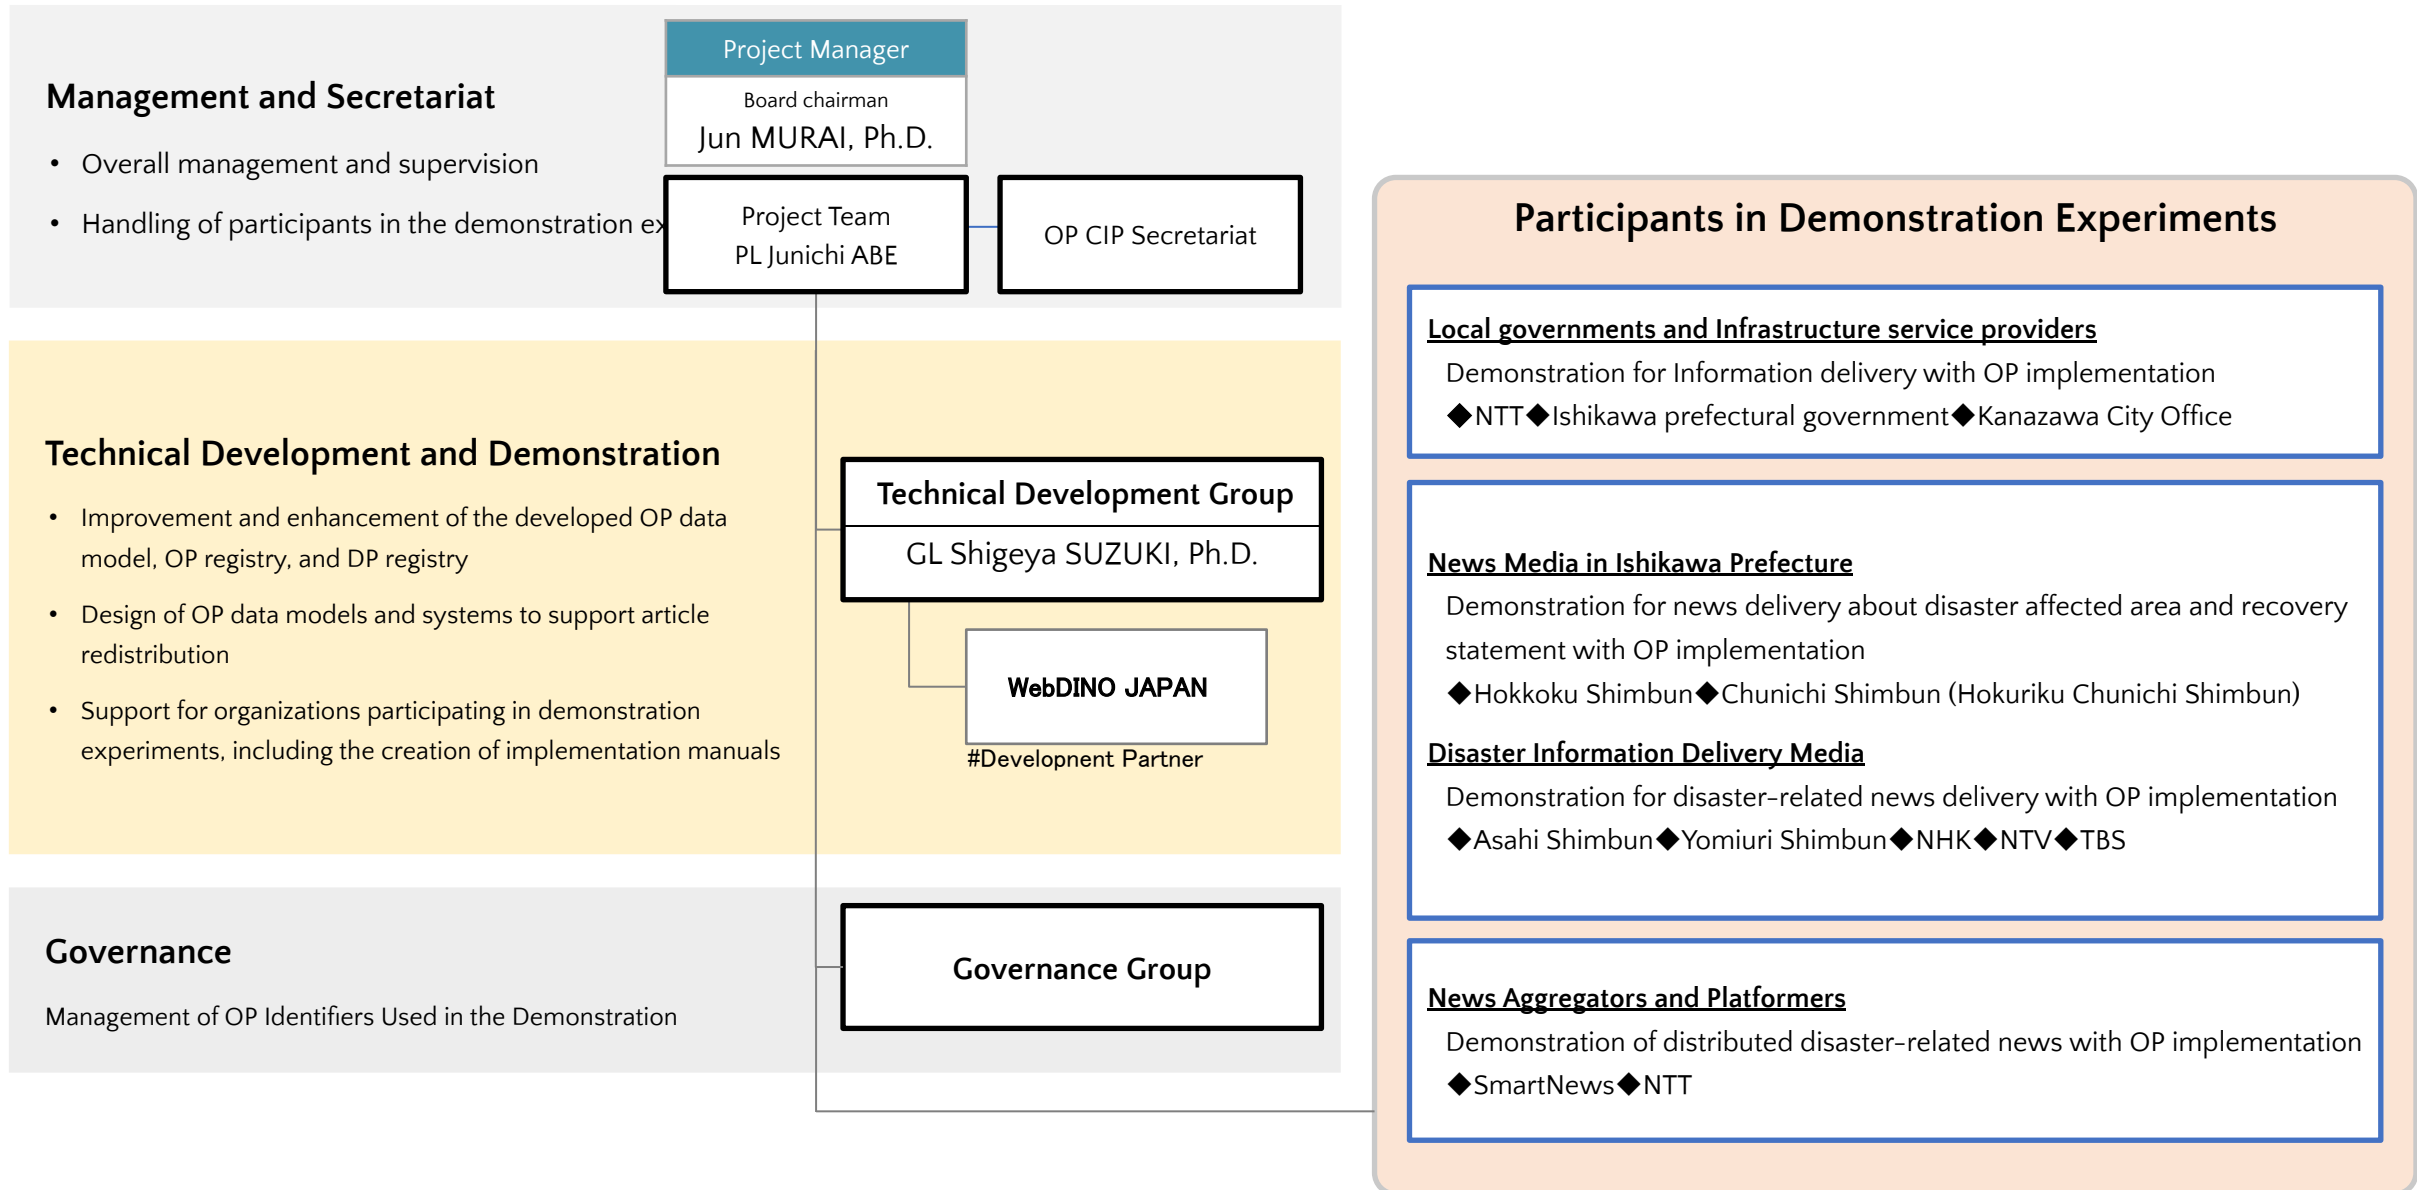 Project Manager
Board chairman
Jun MURAI, Ph.D.
Management and Secretariat
• Overall management and supervision
• Handling of participants in the demonstration ex
Project Team
PL Junichi ABE
OP CIP Secretariat
Technical Development and Demonstration
• Improvement and enhancement of the developed OP data
model, OP registry, and DP registry
• Design of OP data models and systems to support article
redistribution
• Support for organizations participating in demonstration
experiments, including the creation of implementation manuals
Technical Development Group
GL Shigeya SUZUKI, Ph.D.
WebDINO JAPAN
#Developnent Partner
Governance
Management of OP Identifiers Used in the Demonstration
Governance Group
Participants in Demonstration Experiments
Local governments and Infrastructure service providers
Demonstration for Information delivery with OP implementation
◆NTT◆Ishikawa prefectural government◆Kanazawa City Office
News Media in Ishikawa Prefecture
Demonstration for news delivery about disaster affected area and recovery
statement with OP implementation
◆Hokkoku Shimbun◆Chunichi Shimbun (Hokuriku Chunichi Shimbun)
Disaster Information Delivery Media
Demonstration for disaster-related news delivery with OP implementation
◆Asahi Shimbun◆Yomiuri Shimbun◆NHK◆NTV◆TBS
News Aggregators and Platformers
Demonstration of distributed disaster-related news with OP implementation
◆SmartNews◆NTT